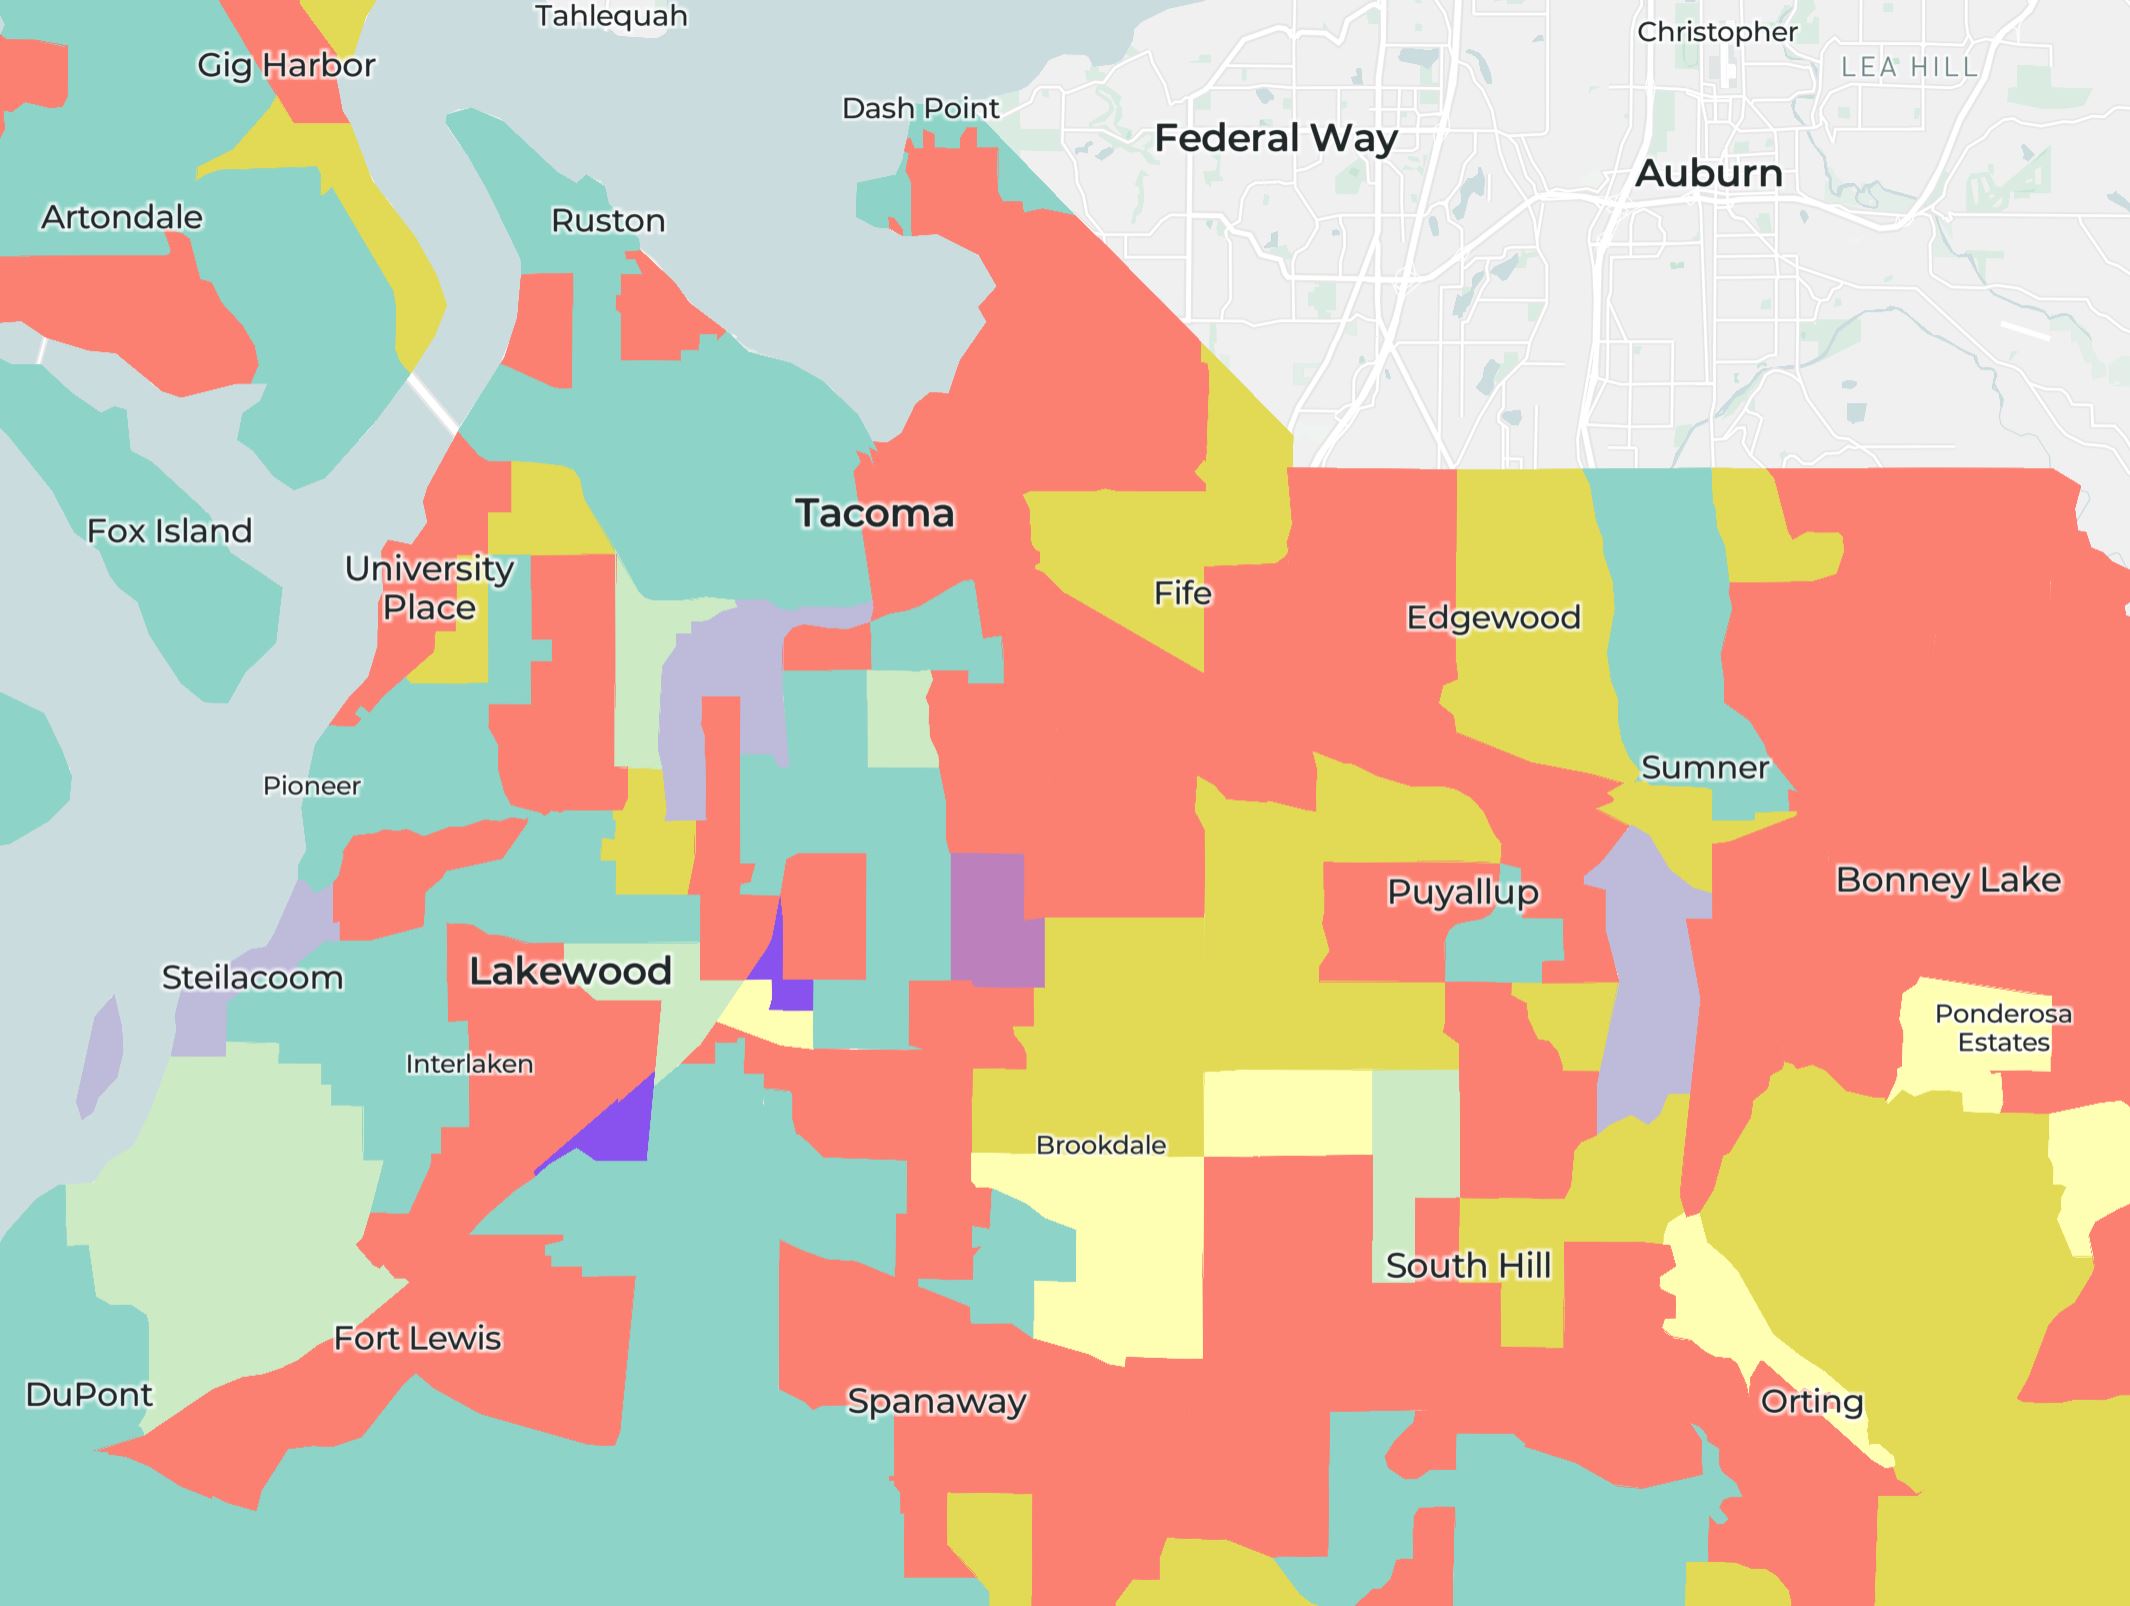 Tahlequah
Christopher
Gig Harbor
LEA HILL
Dash Point
Federal Way
Auburn
Artondale
Ruston
Tacoma
Fox Island
University
Place
Fife
Edgewood
Sumner
Pioneer
Puyallup
Bonney Lake
Steilacoom
Lakewood
Ponderosa
Estates
Interlaken
Brookdale
South Hill
Fort Lewis
DuPont
Spanaway
Orting